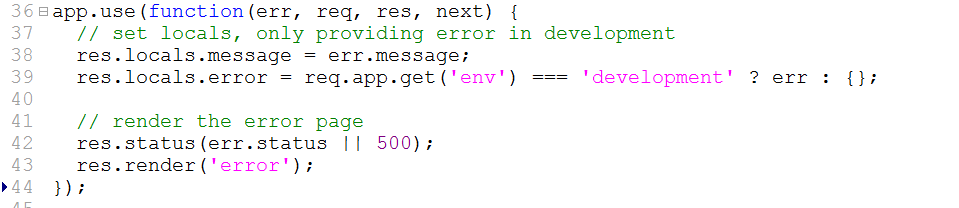 36 app.use(function(err, req, res, next) {
37   // set locals, only providing error in development
38   res.locals.message = err.message;
39   res.locals.error = req.app.get('env') === 'development' ? err : {};
40
41   // render the error page
42   res.status(err.status || 500);
43   res.render('error');
44 });